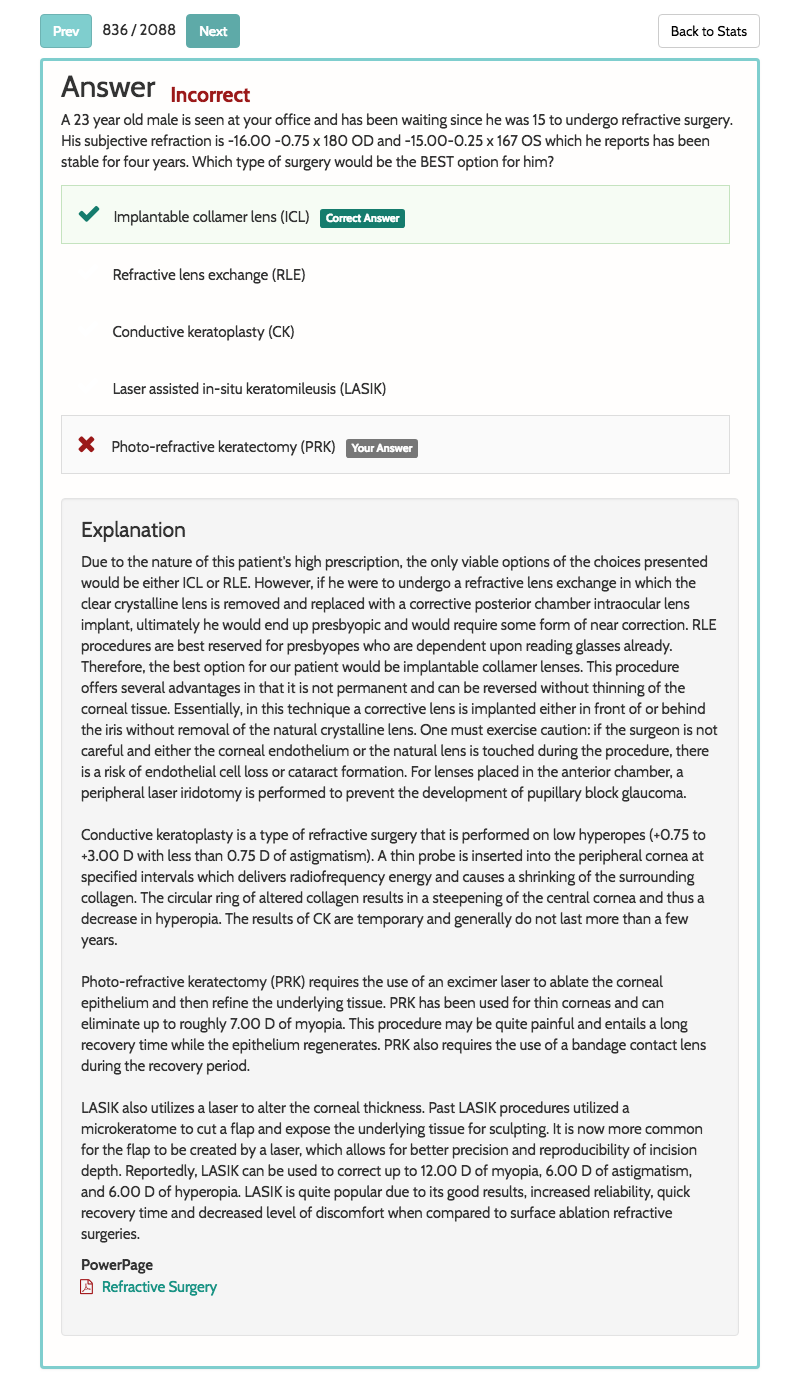 Prev 836 / 2088 Next Back to Stats
Answer Incorrect
A 23 year old male is seen at your office and has been waiting since he was 15 to undergo refractive surgery.
His subjective refraction is -16.00 -0.75 x 180 OD and -15.00-0.25 x 167 OS which he reports has been
stable for four years. Which type of surgery would be the BEST option for him?
Implantable collamer lens (ICL) Correct Answer
Refractive lens exchange (RLE)
Conductive keratoplasty (CK)
Laser assisted in-situ keratomileusis (LASIK)
Photo-refractive keratectomy (PRK) Your Answer
Explanation
Due to the nature of this patient's high prescription, the only viable options of the choices presented
would be either ICL or RLE. However, if he were to undergo a refractive lens exchange in which the
clear crystalline lens is removed and replaced with a corrective posterior chamber intraocular lens
implant, ultimately he would end up presbyopic and would require some form of near correction. RLE
procedures are best reserved for presbyopes who are dependent upon reading glasses already.
Therefore, the best option for our patient would be implantable collamer lenses. This procedure
offers several advantages in that it is not permanent and can be reversed without thinning of the
corneal tissue. Essentially, in this technique a corrective lens is implanted either in front of or behind
the iris without removal of the natural crystalline lens. One must exercise caution: if the surgeon is not
careful and either the corneal endothelium or the natural lens is touched during the procedure, there
is a risk of endothelial cell loss or cataract formation. For lenses placed in the anterior chamber, a
peripheral laser iridotomy is performed to prevent the development of pupillary block glaucoma.
Conductive keratoplasty is a type of refractive surgery that is performed on low hyperopes (+0.75 to
+3.00 D with less than 0.75 D of astigmatism). A thin probe is inserted into the peripheral cornea at
specified intervals which delivers radiofrequency energy and causes a shrinking of the surrounding
collagen. The circular ring of altered collagen results in a steepening of the central cornea and thus a
decrease in hyperopia. The results of CK are temporary and generally do not last more than a few
years.
Photo-refractive keratectomy (PRK) requires the use of an excimer laser to ablate the corneal
epithelium and then refine the underlying tissue. PRK has been used for thin corneas and can
eliminate up to roughly 7.00 D of myopia. This procedure may be quite painful and entails a long
recovery time while the epithelium regenerates. PRK also requires the use of a bandage contact lens
during the recovery period.
LASIK also utilizes a laser to alter the corneal thickness. Past LASIK procedures utilized a
microkeratome to cut a flap and expose the underlying tissue for sculpting. It is now more common
for the flap to be created by a laser, which allows for better precision and reproducibility of incision
depth. Reportedly, LASIK can be used to correct up to 12.00 D of myopia, 6.00 D of astigmatism,
and 6.00 D of hyperopia. LASIK is quite popular due to its good results, increased reliability, quick
recovery time and decreased level of discomfort when compared to surface ablation refractive
surgeries.
PowerPage
Refractive Surgery